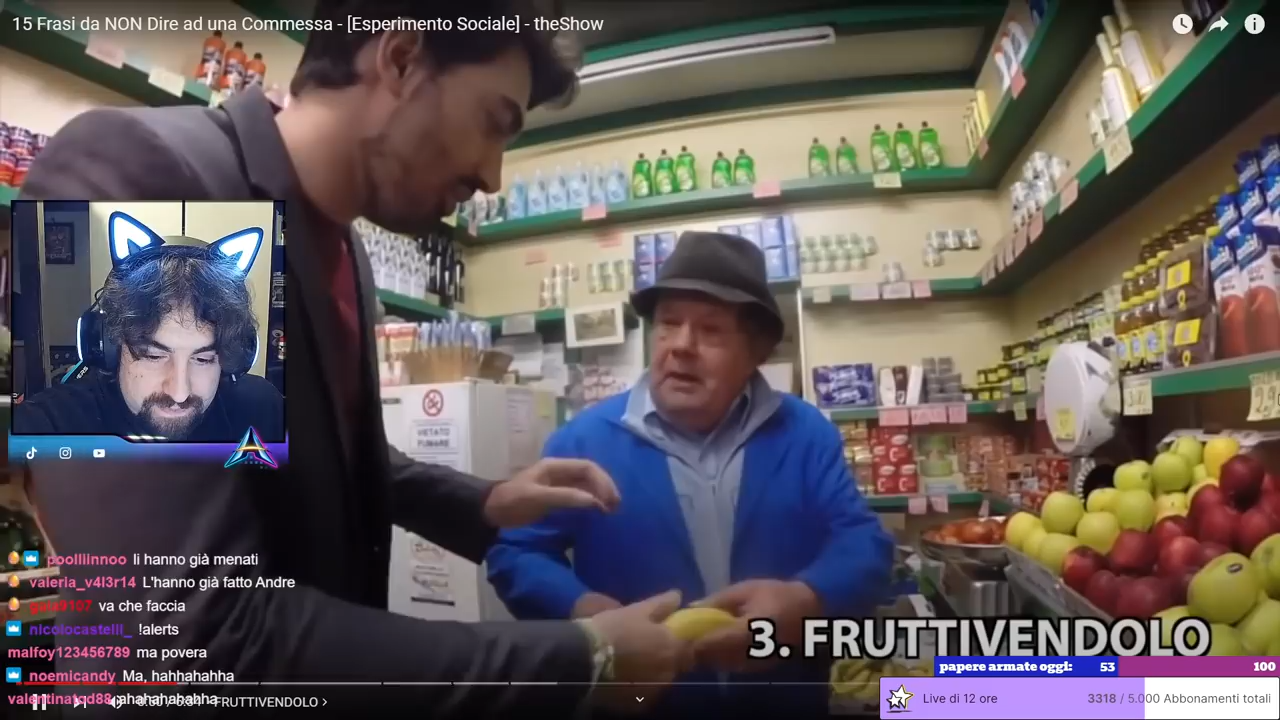 15 Frasi da NON Dire ad una Commessa - [Esperimento Sociale] - theShow
VIETATO
FUMARE
poolliinnoo li hanno già menati
valeria_v4l3r14 L'hanno già fatto Andre
va che faccia
nicolocastelli_ !alerts
malfoy123456789 ma povera
noemicandy Ma, hahhahahha
valentinatqd88 ahahahahahha
FRUTTIVENDOLO >
3. FRUTTIVENDOLO
papere armate oggi: 53 100
Live di 12 ore 3318 / 5.000 Abbonamenti totali